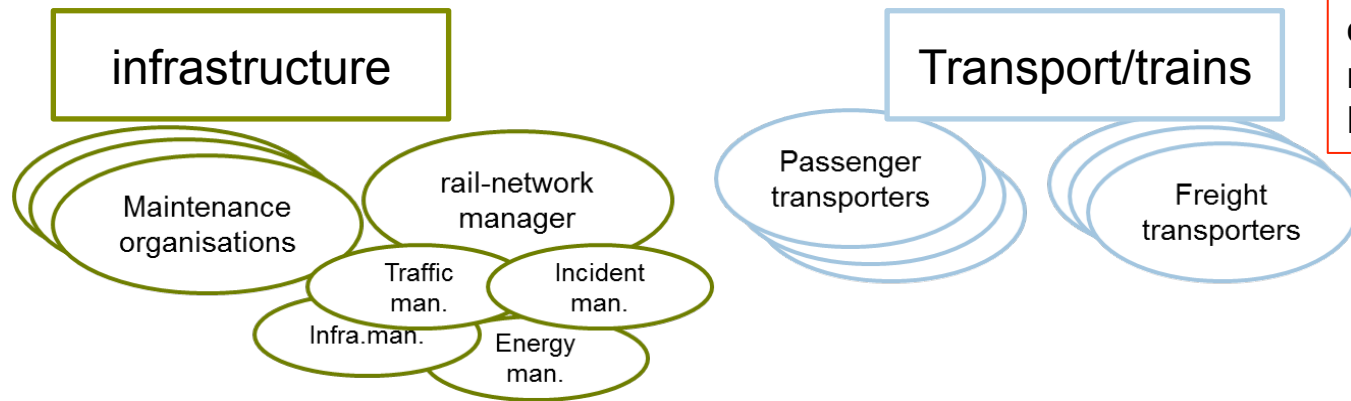 infrastructure
Transport/trains
Maintenance
organisations
rail-network
manager
Traffic
man.
Incident
man.
Infra.man.
Energy
man.
Passenger
transporters
Freight
transporters